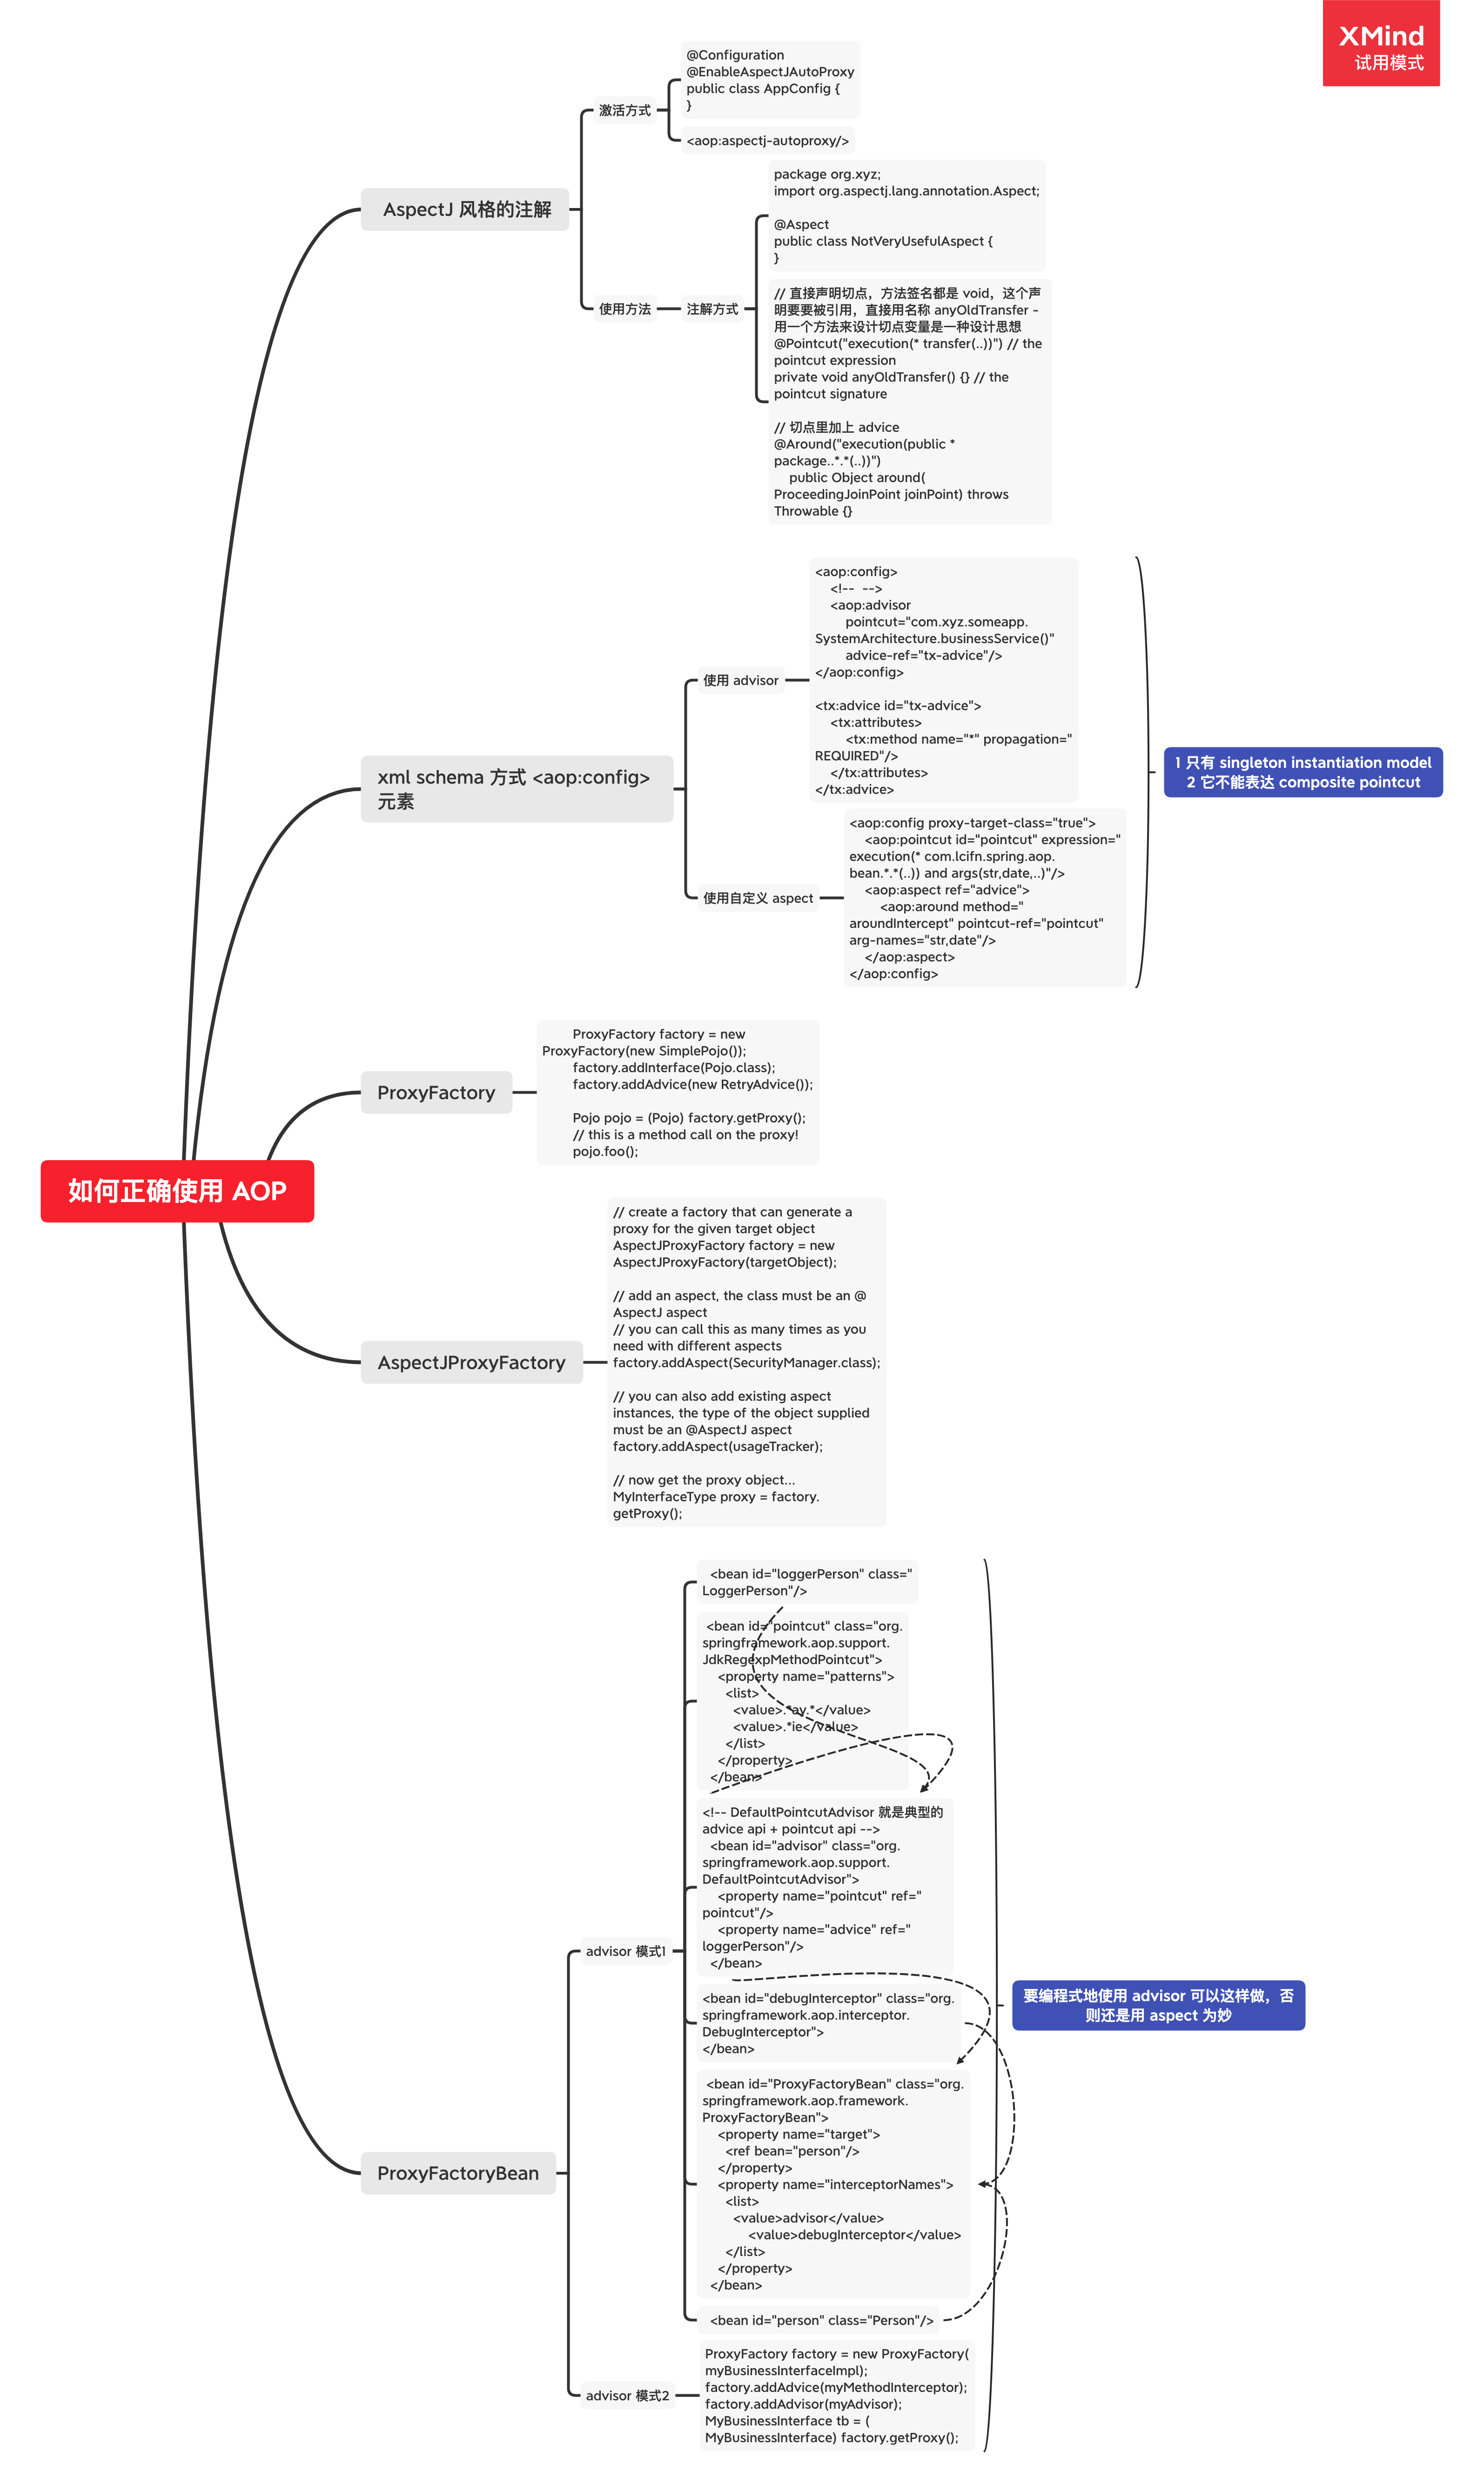 XMind
试用模式
@Configuration
@EnableAspectJAutoProxy
public class AppConfig {
}
激活方式
<aop:aspectj-autoproxy/>
AspectJ 风格的注解
package org.xyz;
import org.aspectj.lang.annotation.Aspect;
@Aspect
public class NotVeryUsefulAspect {
}
使用方法
注解方式
// 直接声明切点，方法签名都是 void，这个声
明要要被引用，直接用名称 anyOldTransfer -
用一个方法来设计切点变量是一种设计思想
@Pointcut("execution(* transfer(..))") // the
pointcut expression
private void anyOldTransfer() {} // the
pointcut signature
// 切点里加上 advice
@Around("execution(public *
package..*.*(..))")
public Object around(
ProceedingJoinPoint joinPoint) throws
Throwable {}
xml schema 方式 <aop:config>
元素
使用 advisor
<aop:config>
<!--  -->
<aop:advisor
pointcut="com.xyz.someapp.
SystemArchitecture.businessService()"
advice-ref="tx-advice"/>
</aop:config>
<tx:advice id="tx-advice">
<tx:attributes>
<tx:method name="*" propagation="
REQUIRED"/>
</tx:attributes>
</tx:advice>
使用自定义 aspect
<aop:config proxy-target-class="true">
<aop:pointcut id="pointcut" expression="
execution(* com.lcifn.spring.aop.
bean.*.*(..)) and args(str,date,..)"/>
<aop:aspect ref="advice">
<aop:around method="
aroundIntercept" pointcut-ref="pointcut"
arg-names="str,date"/>
</aop:aspect>
</aop:config>
1 只有 singleton instantiation model
2 它不能表达 composite pointcut
ProxyFactory
ProxyFactory factory = new
ProxyFactory(new SimplePojo());
factory.addInterface(Pojo.class);
factory.addAdvice(new RetryAdvice());
Pojo pojo = (Pojo) factory.getProxy();
// this is a method call on the proxy!
pojo.foo();
如何正确使用 AOP
AspectJProxyFactory
// create a factory that can generate a
proxy for the given target object
AspectJProxyFactory factory = new
AspectJProxyFactory(targetObject);
// add an aspect, the class must be an @
AspectJ aspect
// you can call this as many times as you
need with different aspects
factory.addAspect(SecurityManager.class);
// you can also add existing aspect
instances, the type of the object supplied
must be an @AspectJ aspect
factory.addAspect(usageTracker);
// now get the proxy object...
MyInterfaceType proxy = factory.
getProxy();
ProxyFactoryBean
advisor 模式1
<bean id="loggerPerson" class="
LoggerPerson"/>
<bean id="pointcut" class="org.
springframework.aop.support.
JdkRegexpMethodPointcut">
<property name="patterns">
<list>
<value>.*ay.*</value>
<value>.*ie</value>
</list>
</property>
</bean>
<!-- DefaultPointcutAdvisor 就是典型的
advice api + pointcut api -->
<bean id="advisor" class="org.
springframework.aop.support.
DefaultPointcutAdvisor">
<property name="pointcut" ref="
pointcut"/>
<property name="advice" ref="
loggerPerson"/>
</bean>
<bean id="debugInterceptor" class="org.
springframework.aop.interceptor.
DebugInterceptor">
</bean>
<bean id="ProxyFactoryBean" class="org.
springframework.aop.framework.
ProxyFactoryBean">
<property name="target">
<ref bean="person"/>
</property>
<property name="interceptorNames">
<list>
<value>advisor</value>
<value>debugInterceptor</value>
</list>
</property>
</bean>
<bean id="person" class="Person"/>
advisor 模式2
ProxyFactory factory = new ProxyFactory(
myBusinessInterfaceImpl);
factory.addAdvice(myMethodInterceptor);
factory.addAdvisor(myAdvisor);
MyBusinessInterface tb = (
MyBusinessInterface) factory.getProxy();
要编程式地使用 advisor 可以这样做，否
则还是用 aspect 为妙